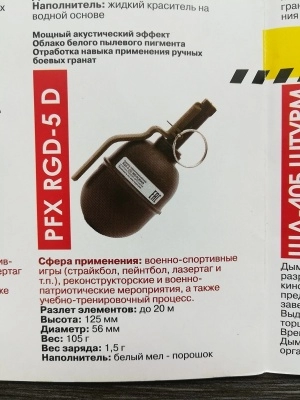 Наполнитель: жидкий краситель на
водной основе
Мощный акустический эффект
Облако белого пылевого пигмента
Отработка навыка применения ручных
боевых гранат
PFX RGD-5 D
Сфера применения: военно-спортивные
игры (страйкбол, пейнтбол, лазертаг и
т.п.), реконструкторские и военно-
патриотические мероприятия, а также
учебно-тренировочный процесс.
Разлет элементов: до 20 м
Высота: 125 мм
Диаметр: 56 мм
Вес: 105 г
Вес заряда: 1,5 г
Наполнитель: белый мел - порошок